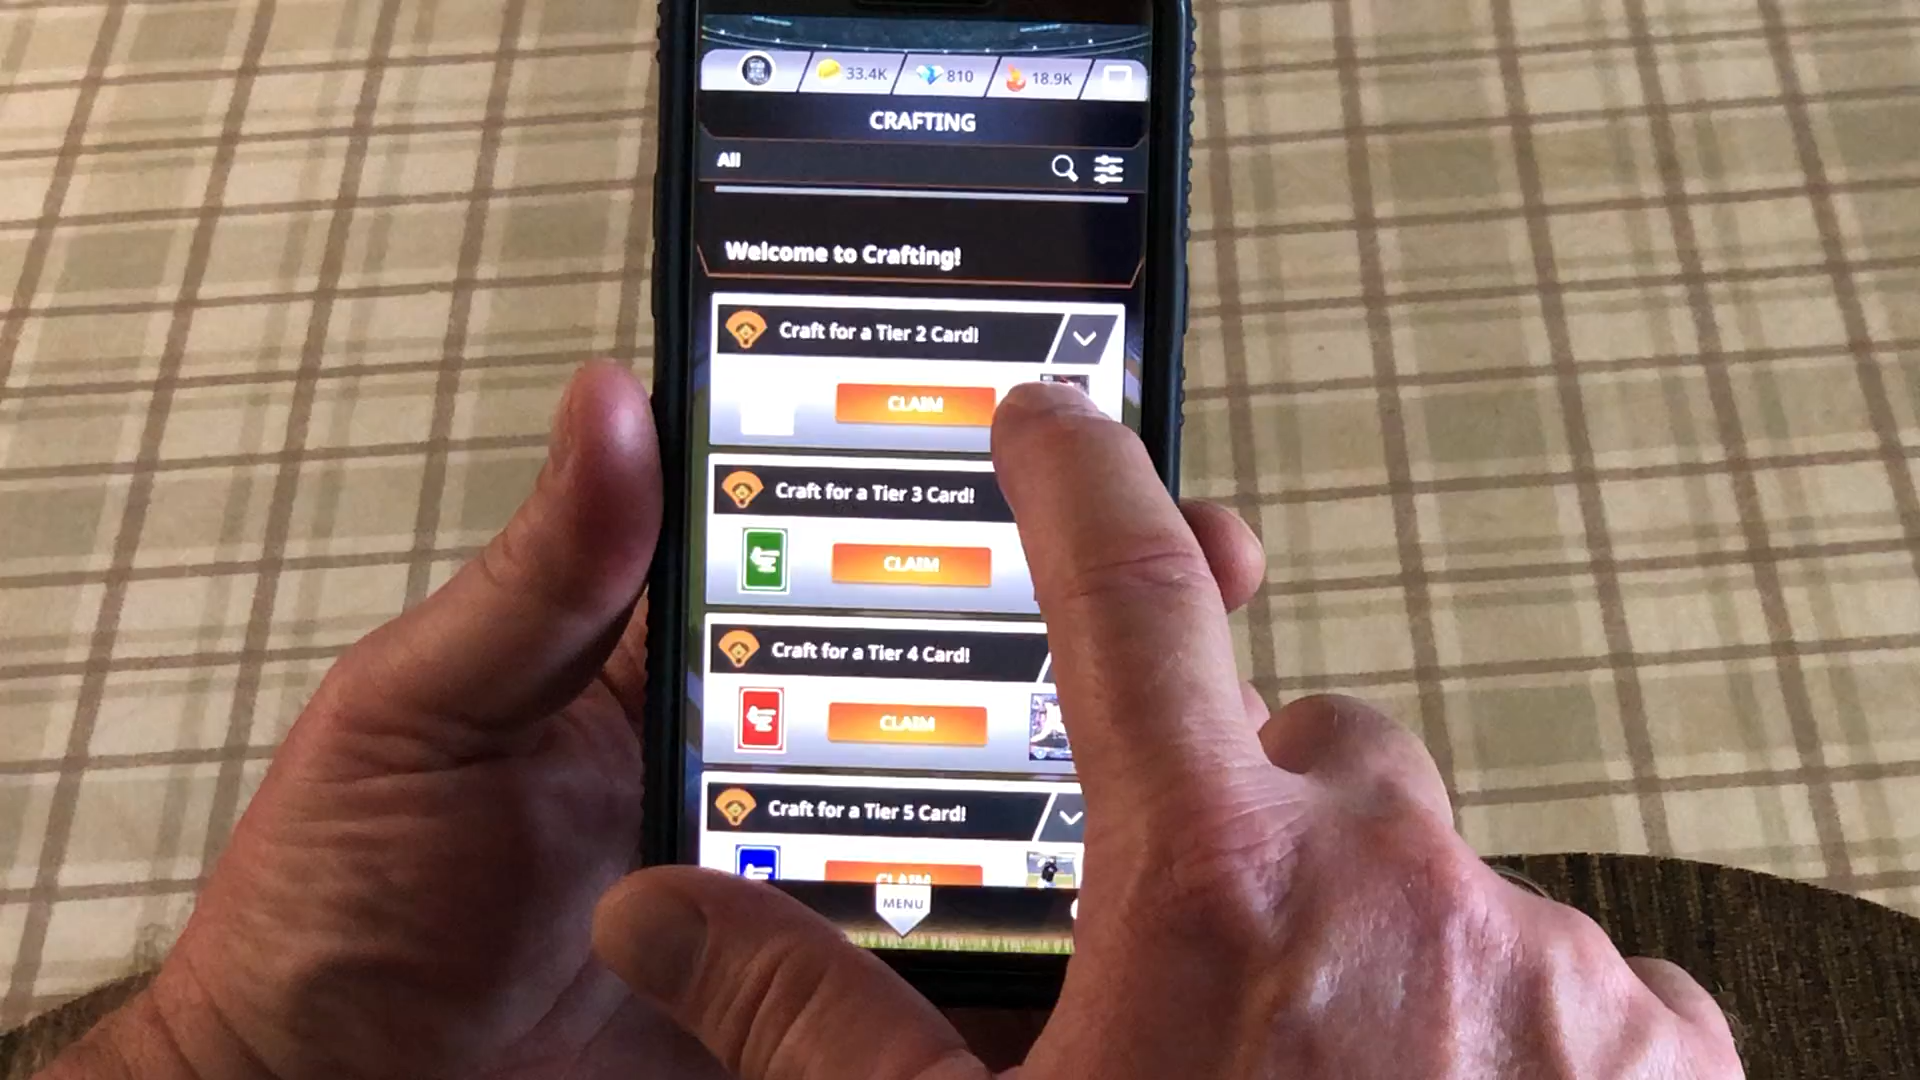 33.4K 810 18.9K
CRAFTING
All
Welcome to Crafting!
Craft for a Tier 2 Card!
CLAIM
Craft for a Tier 3 Card!
CLAIM
Craft for a Tier 4 Card!
CLAIM
Craft for a Tier 5 Card!
CLAIM
MENU